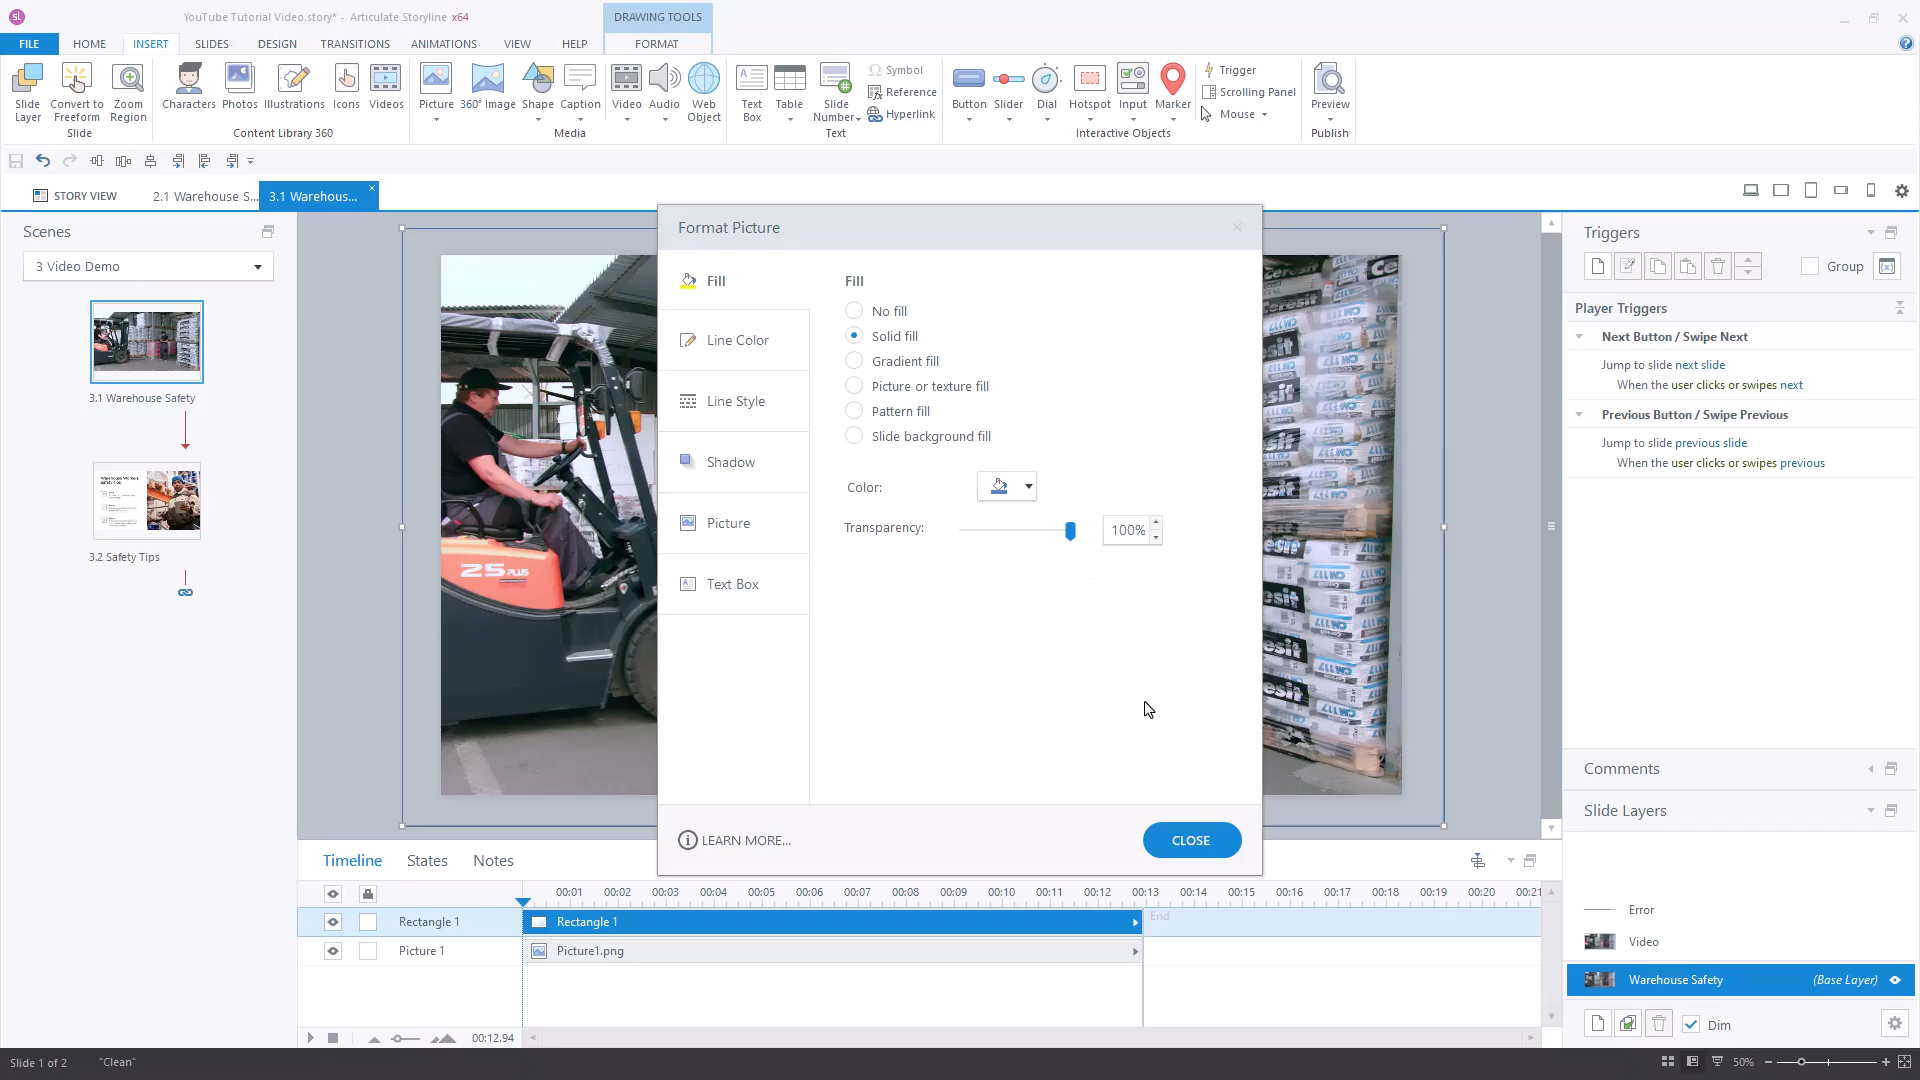 YouTube Tutorial Video.story* - Articulate Storyline x64
DRAWING TOOLS
FILE HOME INSERT SLIDES DESIGN TRANSITIONS ANIMATIONS VIEW HELP FORMAT
Slide Layer
Convert to Freeform
Zoom Region
Slide
Characters
Photos
Illustrations
Icons
Videos
Content Library 360
Picture
360° Image
Shape
Caption
Video
Audio
Web Object
Media
Text Box
Table
Slide Number
Symbol
Reference
Hyperlink
Text
Button
Slider
Dial
Hotspot
Input
Marker
Trigger
Scrolling Panel
Mouse
Interactive Objects
Preview
Publish
STORY VIEW
2.1 Warehouse S...
3.1 Warehous...
Scenes
3 Video Demo
3.1 Warehouse Safety
3.2 Safety Tips
25 PLUS
Format Picture
Fill
Line Color
Line Style
Shadow
Picture
Text Box
Fill
No fill
Solid fill
Gradient fill
Picture or texture fill
Pattern fill
Slide background fill
Color:
Transparency:
100%
LEARN MORE...
CLOSE
Triggers
Group
Player Triggers
Next Button / Swipe Next
Jump to slide next slide
When the user clicks or swipes next
Previous Button / Swipe Previous
Jump to slide previous slide
When the user clicks or swipes previous
Comments
Slide Layers
Error
Video
Warehouse Safety (Base Layer)
Dim
Timeline States Notes
00:01 00:02 00:03 00:04 00:05 00:06 00:07 00:08 00:09 00:10 00:11 00:12 00:13 00:14 00:15 00:16 00:17 00:18 00:19 00:20 00:21
Rectangle 1 Rectangle 1 End
Picture 1 Picture1.png
00:12.94
Slide 1 of 2 "Clean" 50%